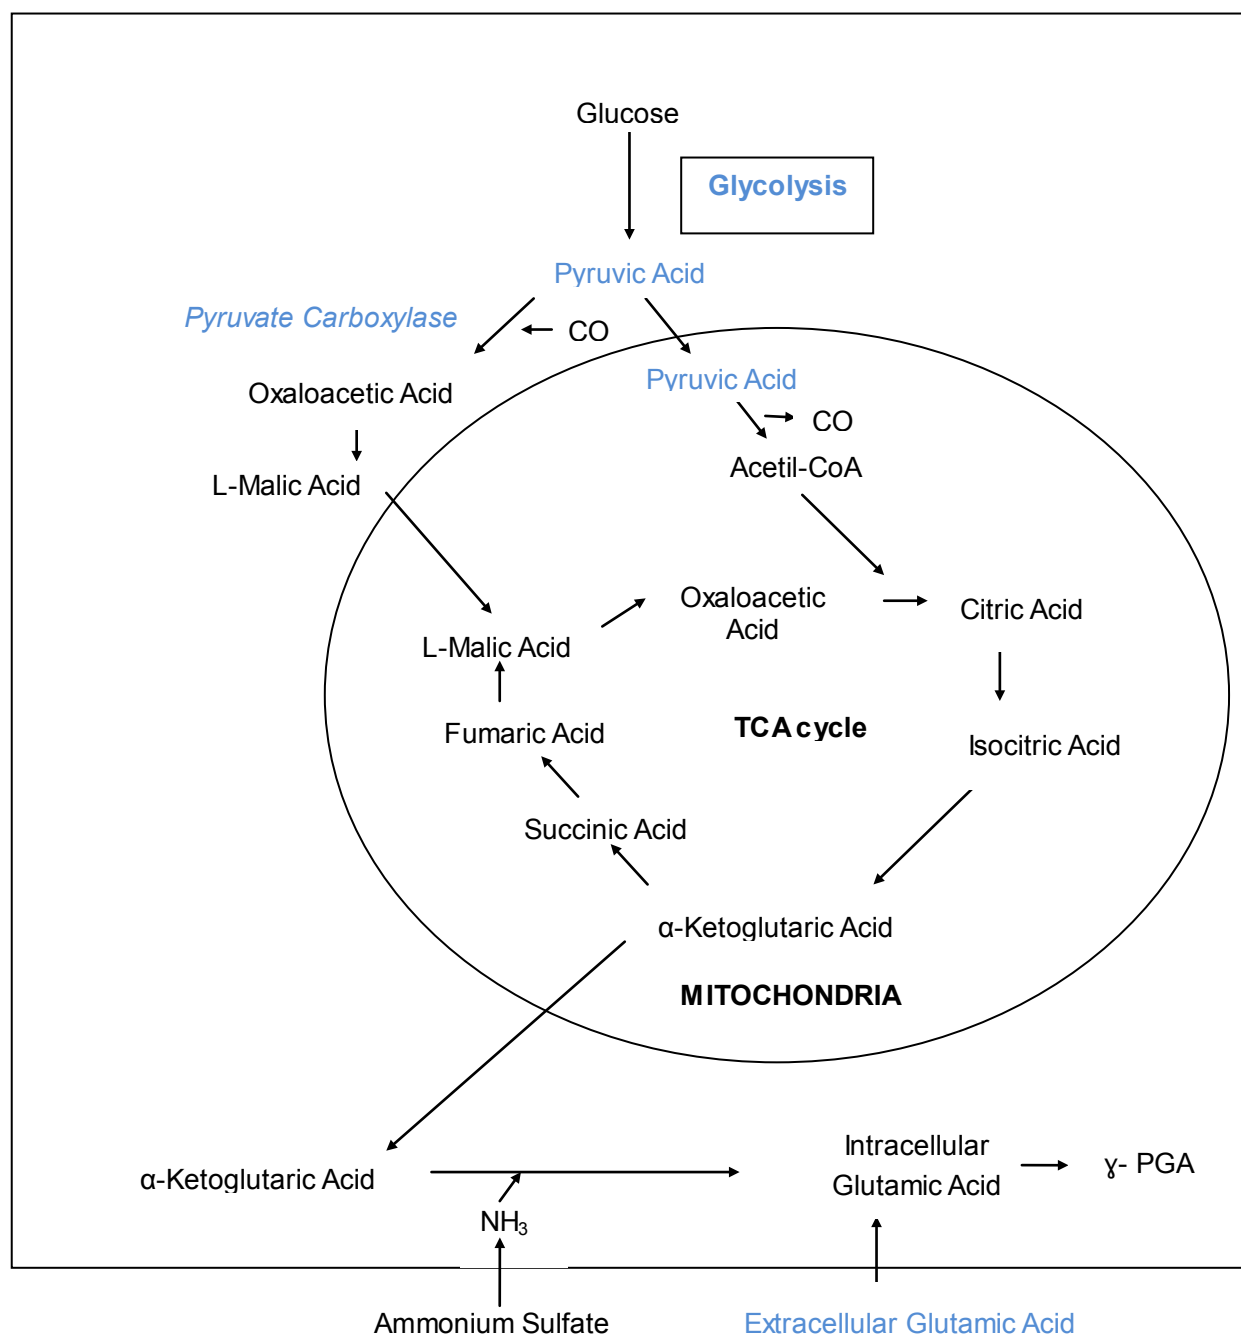 Glucose
Glycolysis
Pyruvic Acid
Pyruvate Carboxylase
CO
Pyruvic Acid
Oxaloacetic Acid
CO
Acetil-CoA
L-Malic Acid
Oxaloacetic
Acid
Citric Acid
L-Malic Acid
Fumaric Acid
TCA cycle
Isocitric Acid
Succinic Acid
α-Ketoglutaric Acid
MITOCHONDRIA
α-Ketoglutaric Acid
Intracellular
Glutamic Acid
ɣ- PGA
NH₃
Ammonium Sulfate
Extracellular Glutamic Acid